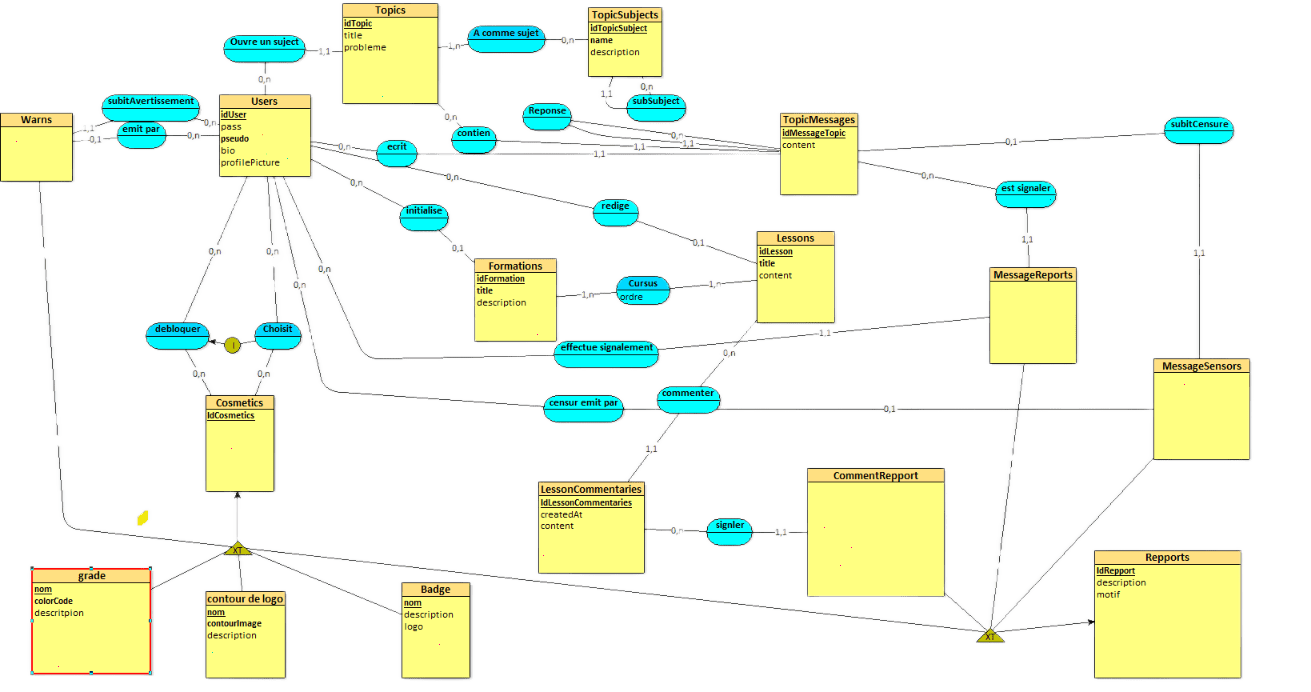 Topics
idTopic
title
probleme
TopicSubjects
idTopicSubject
name
description
Ouvre un suject
1,1
0,n
A comme sujet
1,n
0,n
subSubject
1,1
0,n
Warns
subitAvertissement
1,1
0,n
emit par
0,1
0,n
Users
idUser
pass
pseudo
bio
profilePicture
contien
0,n
1,1
Reponse
0,n
1,1
ecrit
0,n
1,1
TopicMessages
idMessageTopic
content
subitCensure
0,1
1,1
est signaler
0,n
1,1
initialise
0,n
0,1
redige
0,n
0,1
Formations
idFormation
title
description
Cursus
ordre
1,n
1,n
Lessons
idLesson
title
content
MessageReports
debloquer
0,n
0,n
I
Choisit
0,n
0,n
effectue signalement
0,n
1,1
censur emit par
0,n
0,1
commenter
0,n
1,1
MessageSensors
Cosmetics
IdCosmetics
LessonCommentaries
IdLessonCommentaries
createdAt
content
signler
0,n
1,1
CommentRepport
XT
grade
nom
colorCode
descritpion
contour de logo
nom
contourImage
description
Badge
nom
description
logo
XT
Repports
IdRepport
description
motif